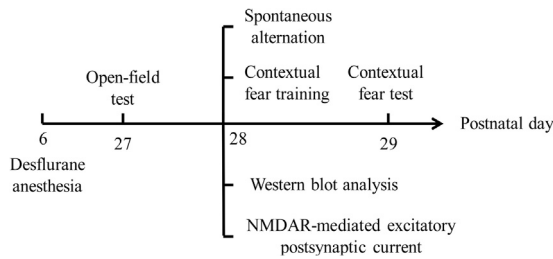 Spontaneous
alternation
Open-field
test
Contextual
fear training
Contextual
fear test
6
27
28
29
Postnatal day
Desflurane
anesthesia
Western blot analysis
NMDAR-mediated excitatory
postsynaptic current